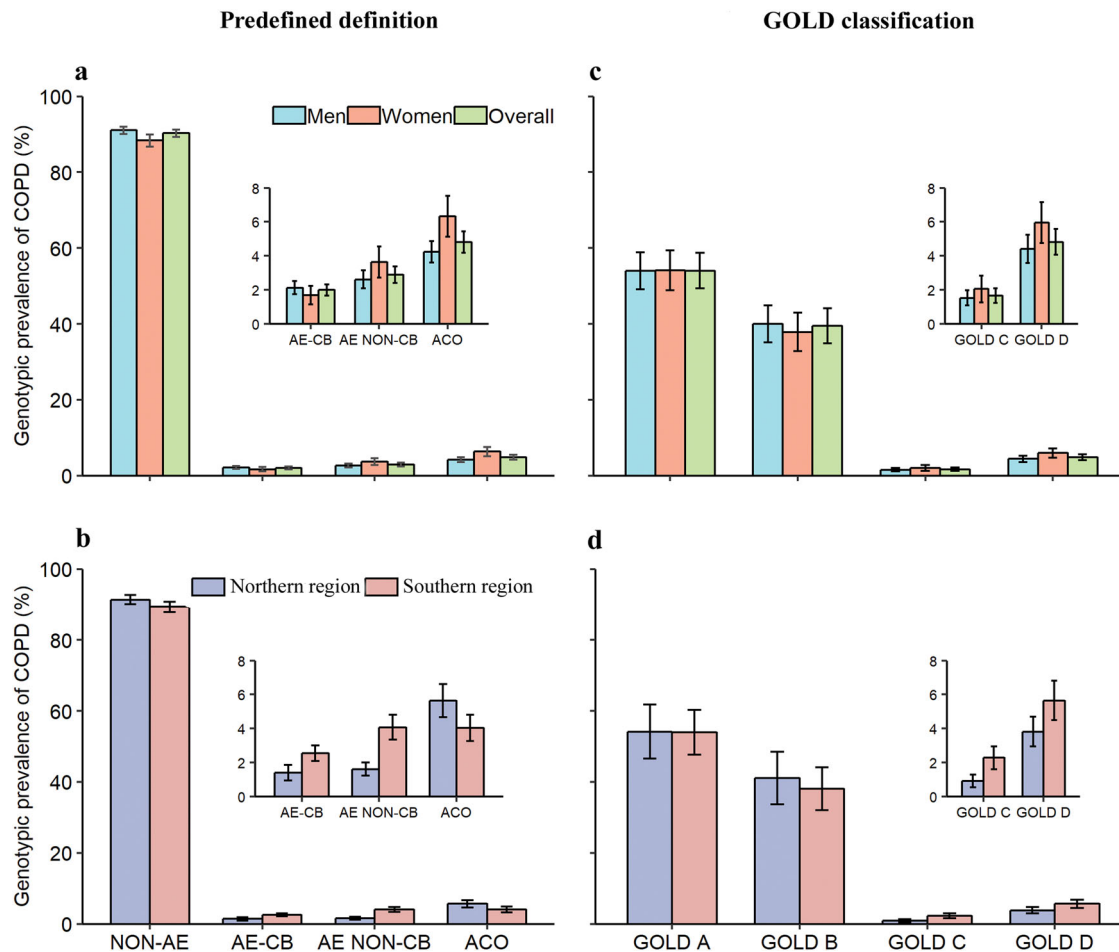 Predefined definition
GOLD classification
a
c
Genotypic prevalence of COPD (%)
100
80
60
40
20
0
Men Women Overall
8
6
4
2
0
AE-CB AE NON-CB ACO
8
6
4
2
0
GOLD C GOLD D
b
d
Genotypic prevalence of COPD (%)
100
80
60
40
20
0
Northern region Southern region
8
6
4
2
0
AE-CB AE NON-CB ACO
8
6
4
2
0
GOLD C GOLD D
NON-AE AE-CB AE NON-CB ACO
GOLD A GOLD B GOLD C GOLD D